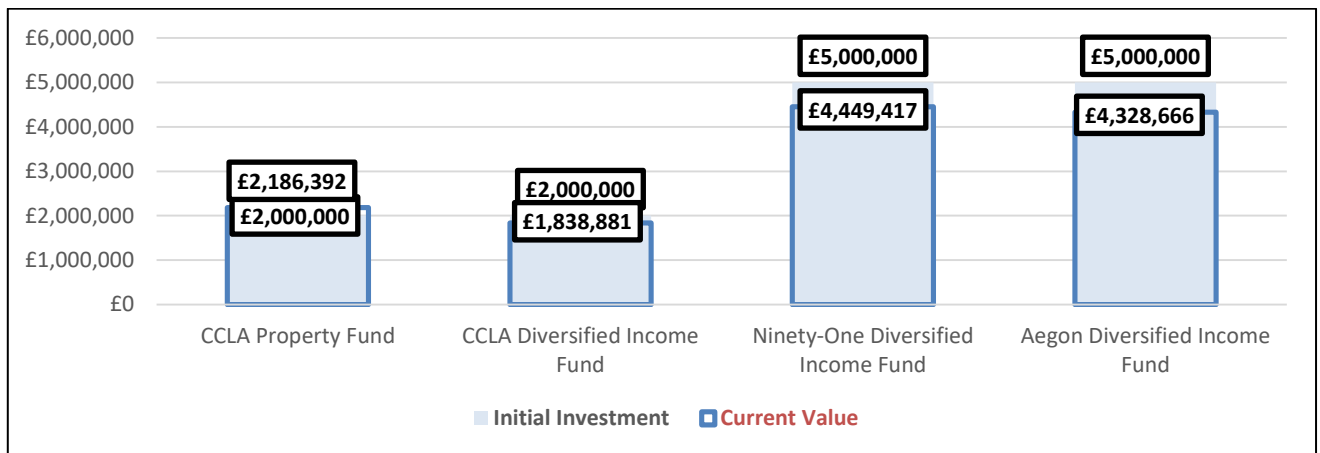 £6,000,000
£5,000,000
£4,000,000
£3,000,000
£2,000,000
£1,000,000
£0
£2,186,392
£2,000,000
£2,000,000
£1,838,881
£5,000,000
£4,449,417
£5,000,000
£4,328,666
CCLA Property Fund
CCLA Diversified Income
Fund
Ninety-One Diversified
Income Fund
Aegon Diversified Income
Fund
Initial Investment
Current Value